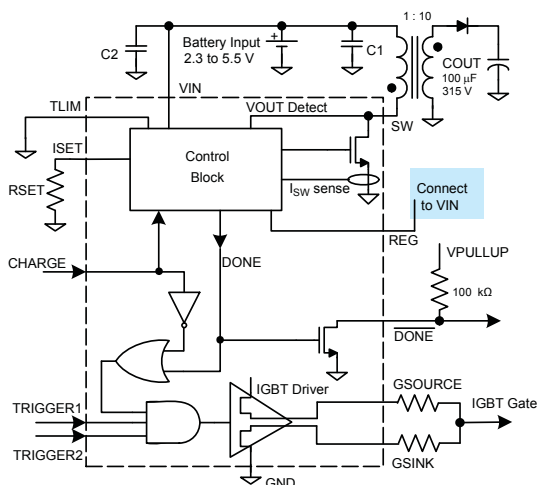 1 : 10
C2
Battery Input
2.3 to 5.5 V
+
C1
COUT
100 µF
315 V
VIN
TLIM
VOUT Detect
SW
ISET
Control
Block
RSET
ISW sense
Connect
to VIN
REG
VPULLUP
CHARGE
DONE
100 kΩ
DONE
IGBT Driver
GSOURCE
TRIGGER1
IGBT Gate
TRIGGER2
GSINK
GND